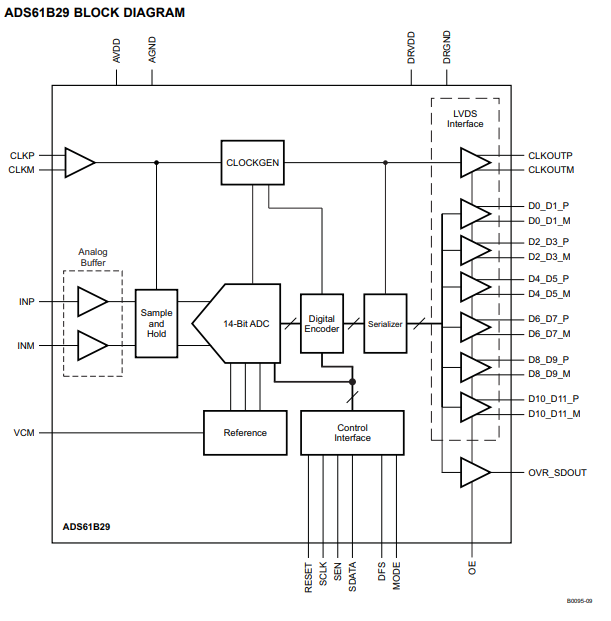 ADS61B29 BLOCK DIAGRAM
AVDD
AGND
DRVDD
DRGND
LVDS
Interface
CLKP
CLKM
CLOCKGEN
CLKOUTP
CLKOUTM
D0_D1_P
D0_D1_M
D2_D3_P
D2_D3_M
Analog
Buffer
D4_D5_P
D4_D5_M
INP
INM
Sample
and
Hold
14-Bit ADC
Digital
Encoder
Serializer
D6_D7_P
D6_D7_M
D8_D9_P
D8_D9_M
D10_D11_P
D10_D11_M
VCM
Reference
Control
Interface
OVR_SDOUT
ADS61B29
RESET
SCLK
SEN
SDATA
DFS
MODE
OE
B0095-09